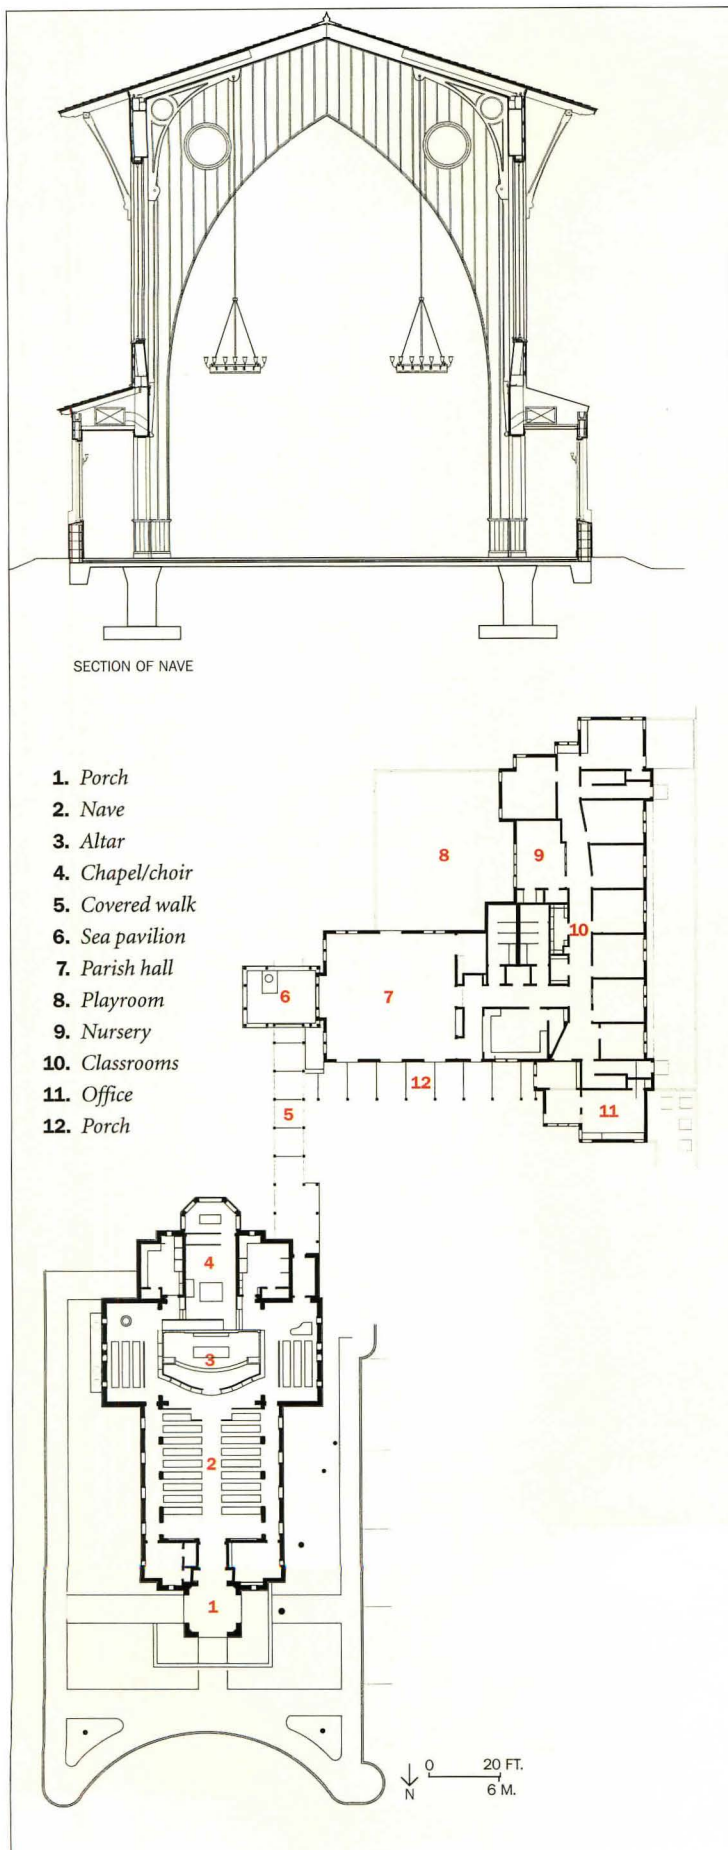 SECTION OF NAVE
1. Porch
2. Nave
3. Altar
4. Chapel/choir
5. Covered walk
6. Sea pavilion
7. Parish hall
8. Playroom
9. Nursery
10. Classrooms
11. Office
12. Porch
8
9
10
6
7
12
5
11
4
3
2
1
0 20 FT.
N 6 M.